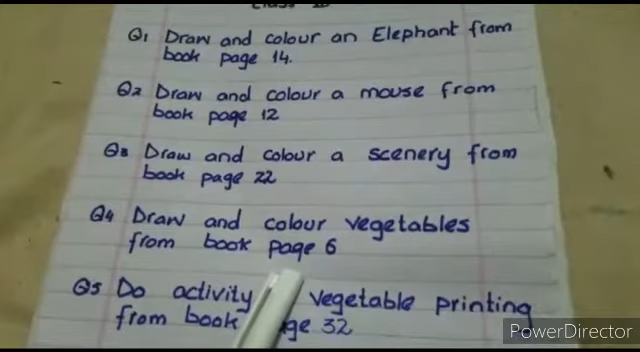 Q1 Draw and colour an Elephant from
book page 14.
Q2 Draw and colour a mouse from
book page 12
Q3 Draw and colour a scenery from
book page 22
Q4 Draw and colour vegetables
from book page 6
Q5 Do activity vegetable printing
from book 32
PowerDirector